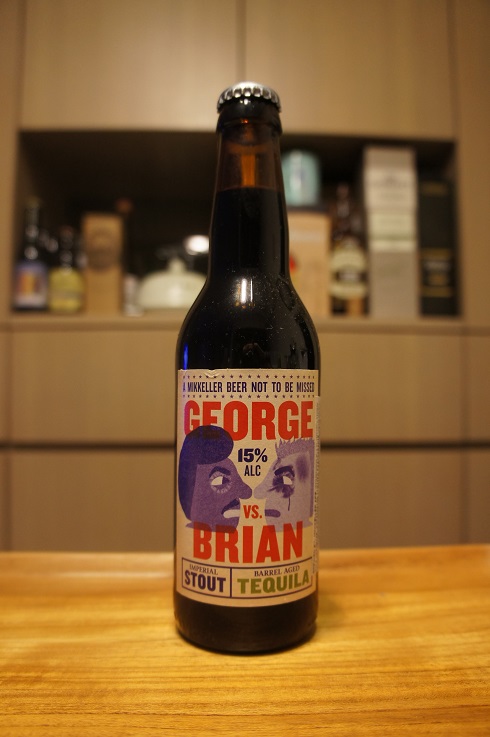 A MIKKELLER BEER NOT TO BE MISSED
GEORGE
15%
ALC
VS.
BRIAN
IMPERIAL
STOUT
BARREL AGED
TEQUILA